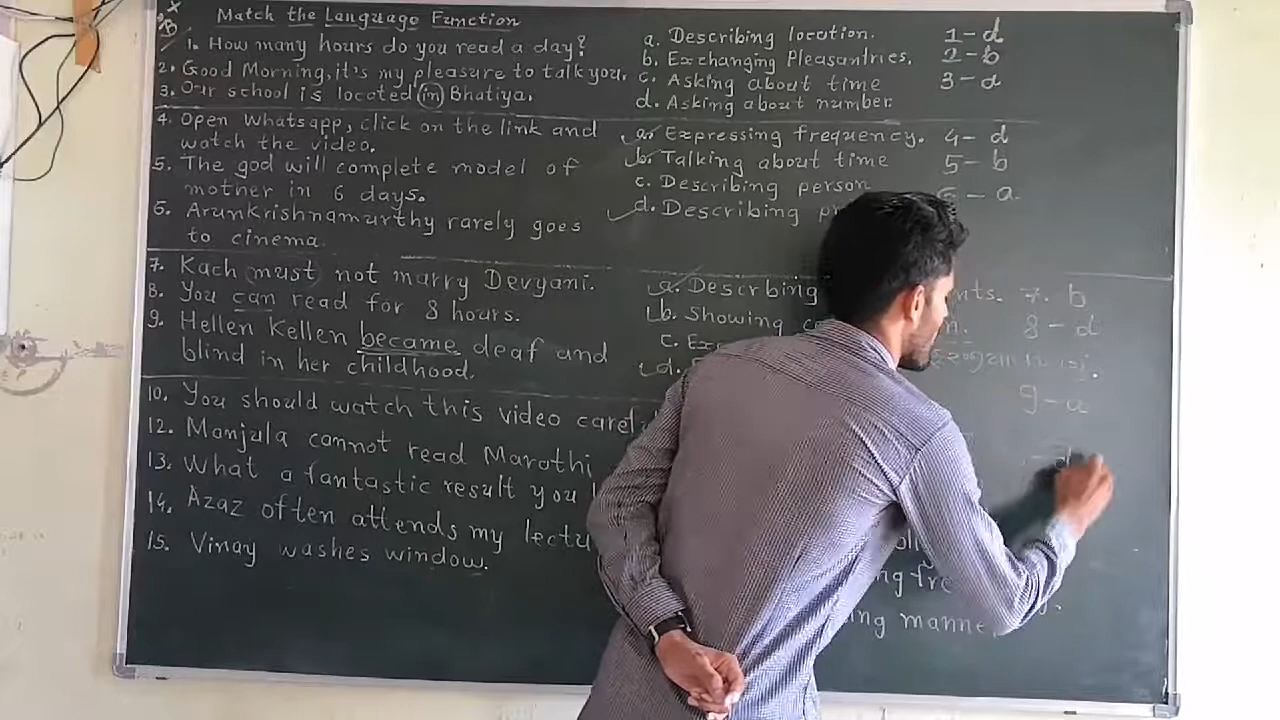 Match the Language Function
B
1. How many hours do you read a day?
2. Good Morning, it's my pleasure to talk you.
3. Our school is located in Bhatiya.
a. Describing location.
b. Exchanging Pleasantries.
c. Asking about time
d. Asking about number.
1-d
2-b
3-a
4. Open Whatsapp, click on the link and
watch the video.
5. The god will complete model of
mother in 6 days.
6. Arunkrishnamurthy rarely goes
to cinema.
a. Expressing frequency.
b. Talking about time
c. Describing person
d. Describing
4- d
5- b
6- a.
7. Kach must not marry Devyani.
8. You can read for 8 hours.
9. Hellen Kellen became deaf and
blind in her childhood.
a. Descrbing
b. Showing
c.
d.
7. b
8 - d
9-a
10. You should watch this video
12. Manjula cannot read Marathi
13. What a fantastic result you
14. Azaz often attends my
15. Vinay washes window.
d